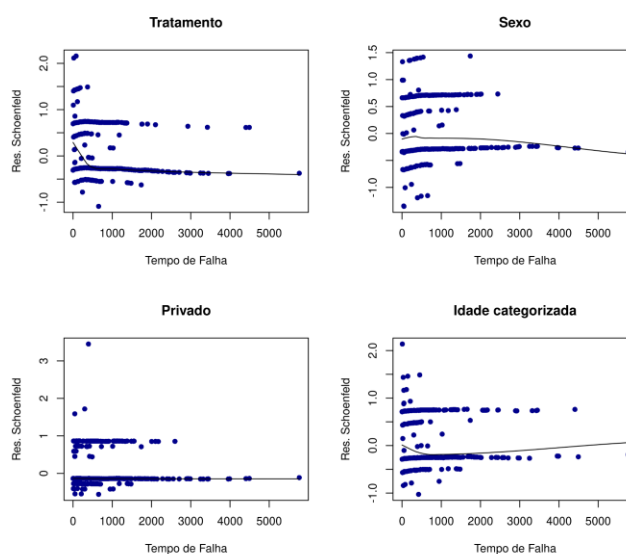 Tratamento
Res. Schoenfeld
-1.0 0.0 1.0 2.0
0 1000 2000 3000 4000 5000
Tempo de Falha
Sexo
Res. Schoenfeld
-1.0 0.0 0.5 1.0 1.5
0 1000 2000 3000 4000 5000
Tempo de Falha
Privado
Res. Schoenfeld
0 1 2 3
0 1000 2000 3000 4000 5000
Tempo de Falha
Idade categorizada
Res. Schoenfeld
-1.0 0.0 1.0 2.0
0 1000 2000 3000 4000 5000
Tempo de Falha